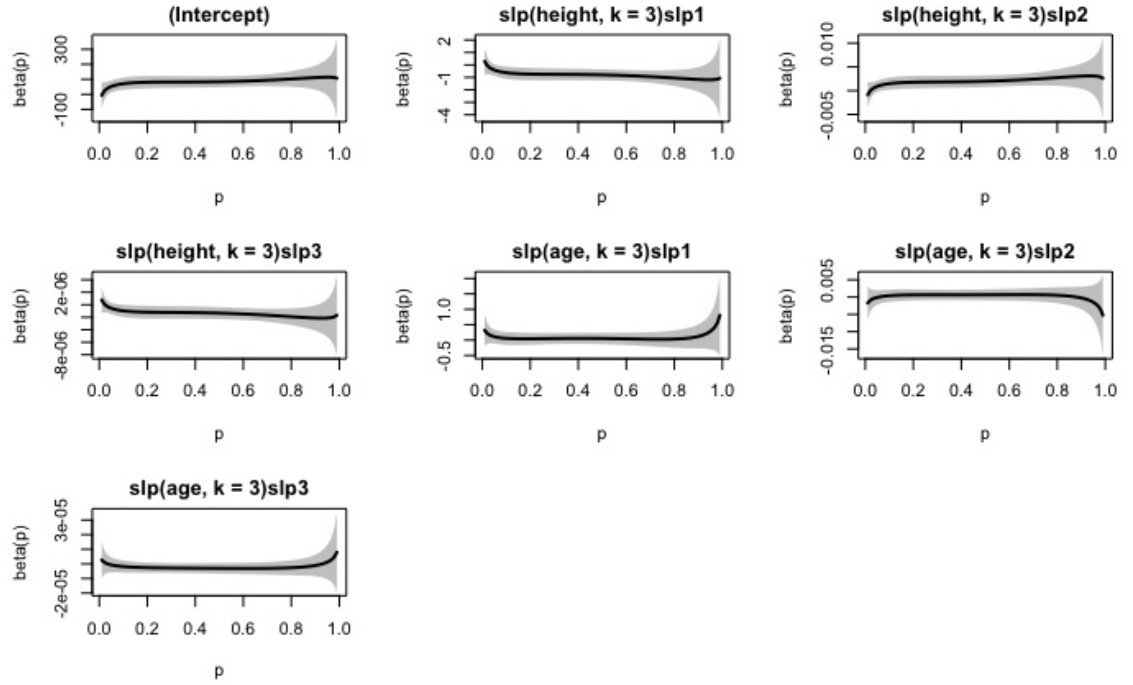 (Intercept)
slp(height, k = 3)slp1
slp(height, k = 3)slp2
beta(p)
-100
300
0.0 0.2 0.4 0.6 0.8 1.0
p
beta(p)
-4
-1
2
0.0 0.2 0.4 0.6 0.8 1.0
p
beta(p)
-0.005
0.010
0.0 0.2 0.4 0.6 0.8 1.0
p
slp(height, k = 3)slp3
slp(age, k = 3)slp1
slp(age, k = 3)slp2
beta(p)
-8e-06
2e-06
0.0 0.2 0.4 0.6 0.8 1.0
p
beta(p)
-0.5
1.0
0.0 0.2 0.4 0.6 0.8 1.0
p
beta(p)
-0.015
0.005
0.0 0.2 0.4 0.6 0.8 1.0
p
slp(age, k = 3)slp3
beta(p)
-2e-05
3e-05
0.0 0.2 0.4 0.6 0.8 1.0
p